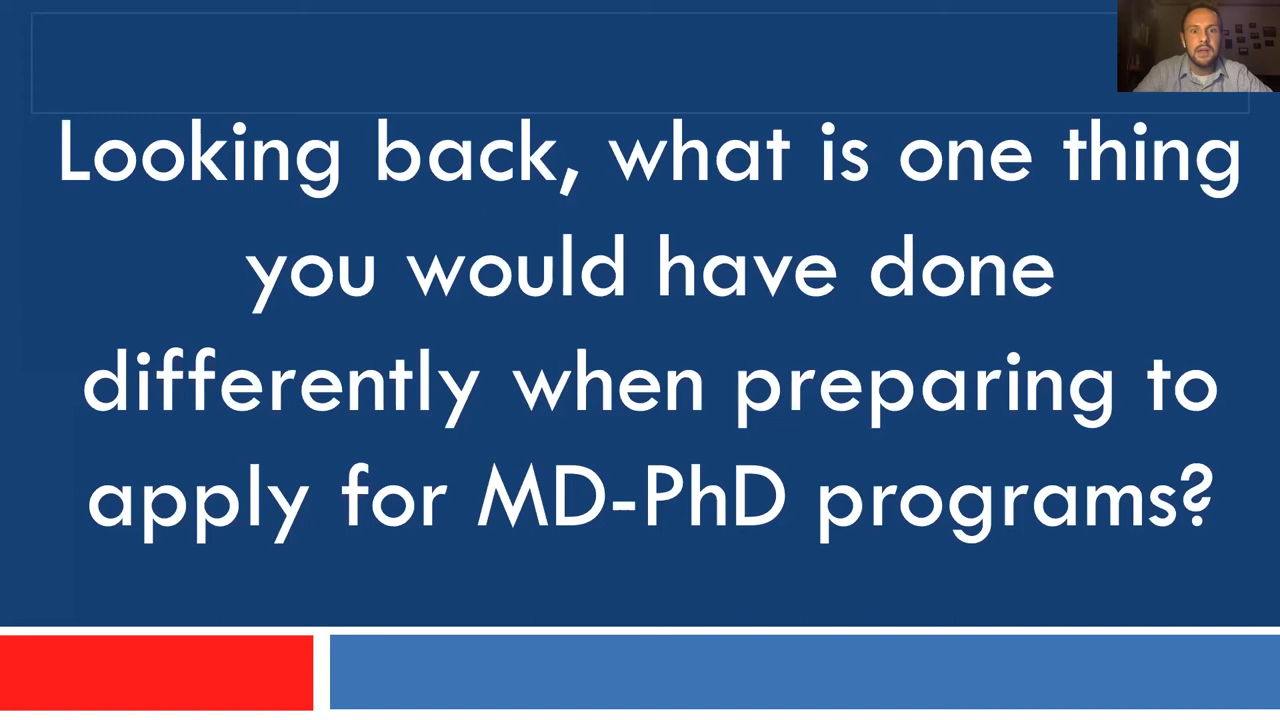 Looking back, what is one thing
you would have done
differently when preparing to
apply for MD-PhD programs?